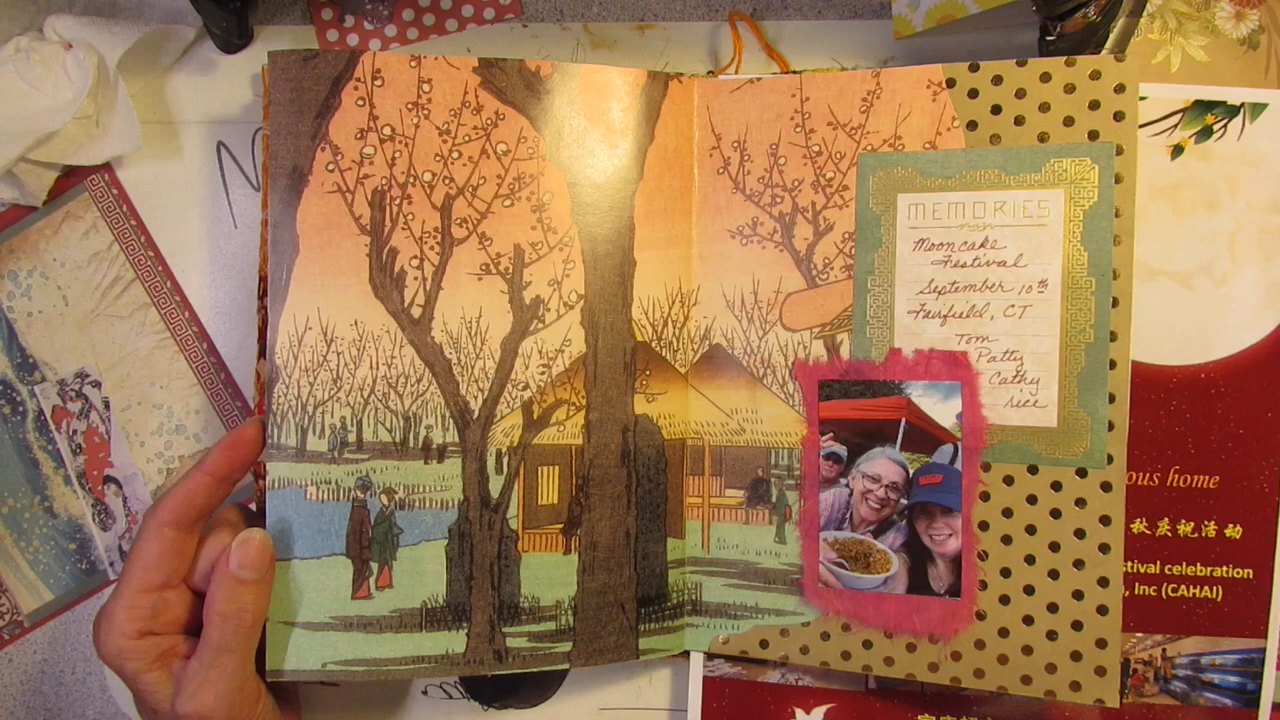 MEMORIES
Mooncake
Festival
September 10th
Fairfield, CT
Tom
Patty
Cathy
ous home
秋庆祝活动
stival celebration
, Inc (CAHAI)